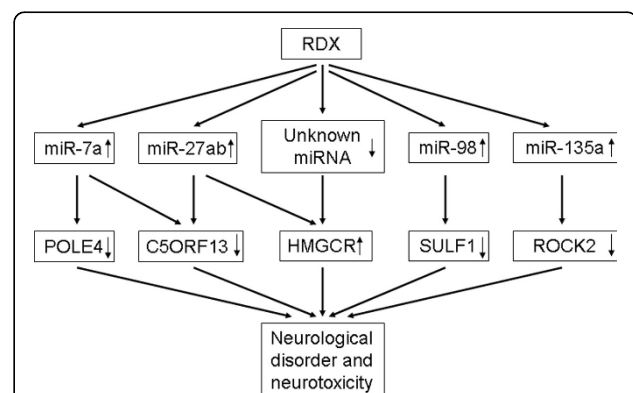 RDX
miR-7a↑ miR-27ab↑ Unknown miR-98↑ miR-135a↑
miRNA ↓
POLE4↓ C5ORF13↓ HMGCR↑ SULF1↓ ROCK2↓
Neurological
disorder and
neurotoxicity